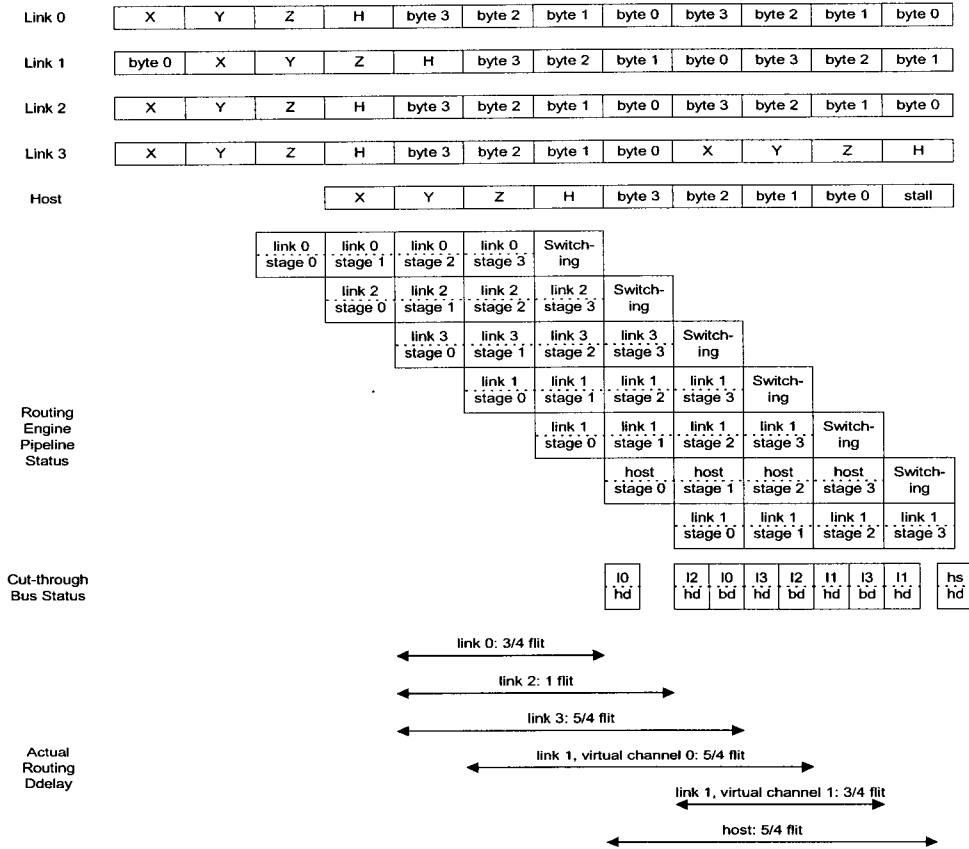 Link 0 X Y Z H byte 3 byte 2 byte 1 byte 0 byte 3 byte 2 byte 1 byte 0
Link 1 byte 0 X Y Z H byte 3 byte 2 byte 1 byte 0 byte 3 byte 2 byte 1
Link 2 X Y Z H byte 3 byte 2 byte 1 byte 0 byte 3 byte 2 byte 1 byte 0
Link 3 X Y Z H byte 3 byte 2 byte 1 byte 0 X Y Z H
Host X Y Z H byte 3 byte 2 byte 1 byte 0 stall
link 0 link 0 link 0 link 0 Switch-
stage 0 stage 1 stage 2 stage 3 ing
link 2 link 2 link 2 link 2 Switch-
stage 0 stage 1 stage 2 stage 3 ing
link 3 link 3 link 3 link 3 Switch-
stage 0 stage 1 stage 2 stage 3 ing
link 1 link 1 link 1 link 1 Switch-
stage 0 stage 1 stage 2 stage 3 ing
Routing
Engine
Pipeline
Status
link 1 link 1 link 1 link 1 Switch-
stage 0 stage 1 stage 2 stage 3 ing
host host host host Switch-
stage 0 stage 1 stage 2 stage 3 ing
link 1 link 1 link 1 link 1
stage 0 stage 1 stage 2 stage 3
Cut-through
Bus Status
l0 l2 l0 l3 l2 l1 l3 l1 hs
hd hd bd hd bd hd bd hd hd
link 0: 3/4 flit
link 2: 1 flit
link 3: 5/4 flit
Actual
Routing
Ddelay
link 1, virtual channel 0: 5/4 flit
link 1, virtual channel 1: 3/4 flit
host: 5/4 flit